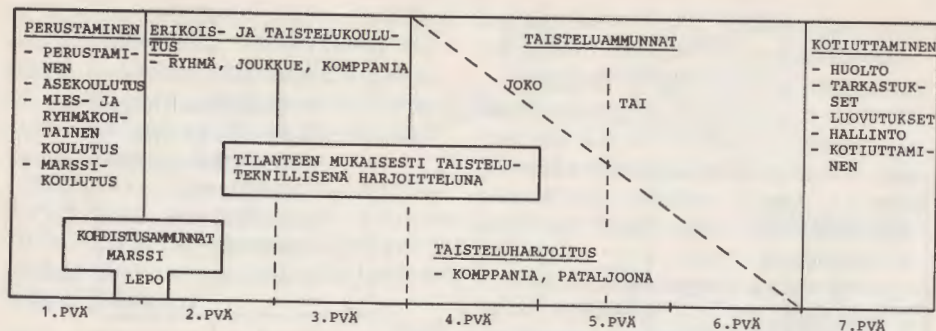 PERUSTAMINEN
- PERUSTAMI-
NEN
- ASEKOULUTUS
- MIES- JA
RYHMÄKOH-
TAINEN
KOULUTUS
- MARSSI-
KOULUTUS
ERIKOIS- JA TAISTELUKOULU-
TUS
- RYHMÄ, JOUKKUE, KOMPPANIA
TAISTELUAMMUNNAT
JOKO
TAI
KOTIUTTAMINEN
- HUOLTO
- TARKASTUK-
SET
- LUOVUTUKSET
- HALLINTO
- KOTIUTTAMI-
NEN
TILANTEEN MUKAISESTI TAISTELU-
TEKNILLISENÄ HARJOITTELUNA
KOHDISTUSAMMUNNAT
MARSSI
LEPO
TAISTELUHARJOITUS
- KOMPPANIA, PATALJOONA
1.PVÄ 2.PVÄ 3.PVÄ 4.PVÄ 5.PVÄ 6.PVÄ 7.PVÄ